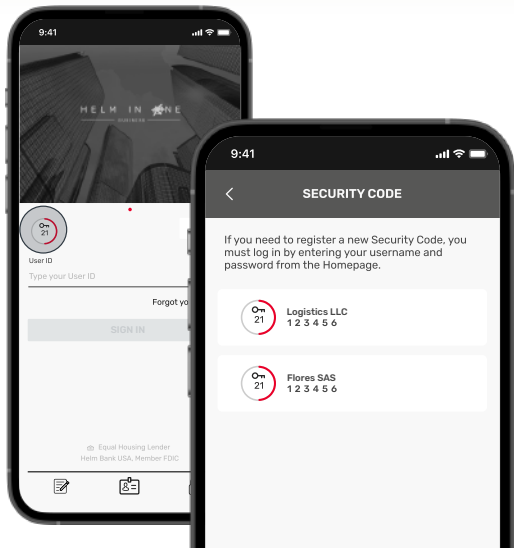 9:41
HELM IN ONE
BUSINESS
21
User ID
Type your User ID
Forgot yo
SIGN IN
Equal Housing Lender
Helm Bank USA, Member FDIC
9:41
SECURITY CODE
If you need to register a new Security Code, you
must log in by entering your username and
password from the Homepage.
21
Logistics LLC
1 2 3 4 5 6
21
Flores SAS
1 2 3 4 5 6